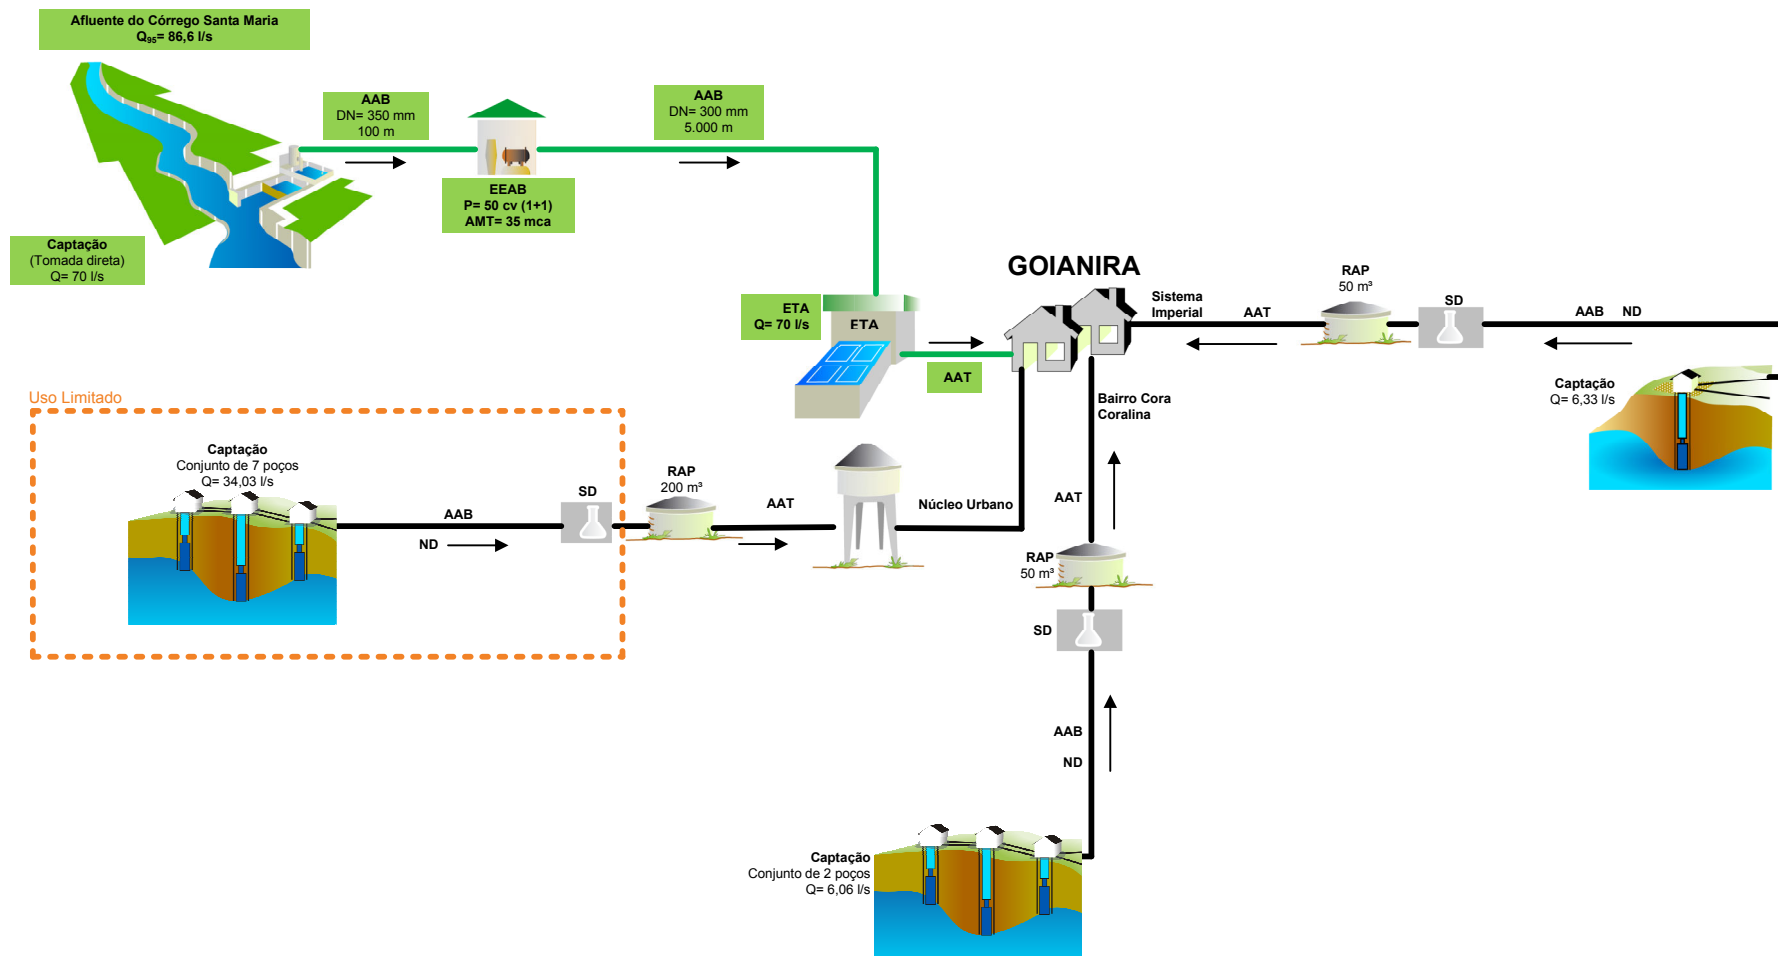 Afluente do Córrego Santa Maria
Q₉₅= 86,6 l/s
AAB
DN= 350 mm
100 m
AAB
DN= 300 mm
5.000 m
EEAB
P= 50 cv (1+1)
AMT= 35 mca
Captação
(Tomada direta)
Q= 70 l/s
ETA
Q= 70 l/s
ETA
AAT
GOIANIRA
Sistema
Imperial
AAT
RAP
50 m³
SD
AAB ND
Captação
Q= 6,33 l/s
Bairro Cora
Coralina
Uso Limitado
Captação
Conjunto de 7 poços
Q= 34,03 l/s
AAB
ND
SD
RAP
200 m³
AAT
Núcleo Urbano
AAT
RAP
50 m³
SD
AAB
ND
Captação
Conjunto de 2 poços
Q= 6,06 l/s